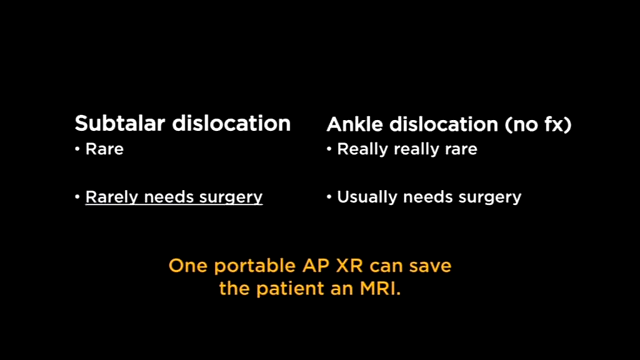 Subtalar dislocation
• Rare
• Rarely needs surgery
Ankle dislocation (no fx)
• Really really rare
• Usually needs surgery
One portable AP XR can save
the patient an MRI.